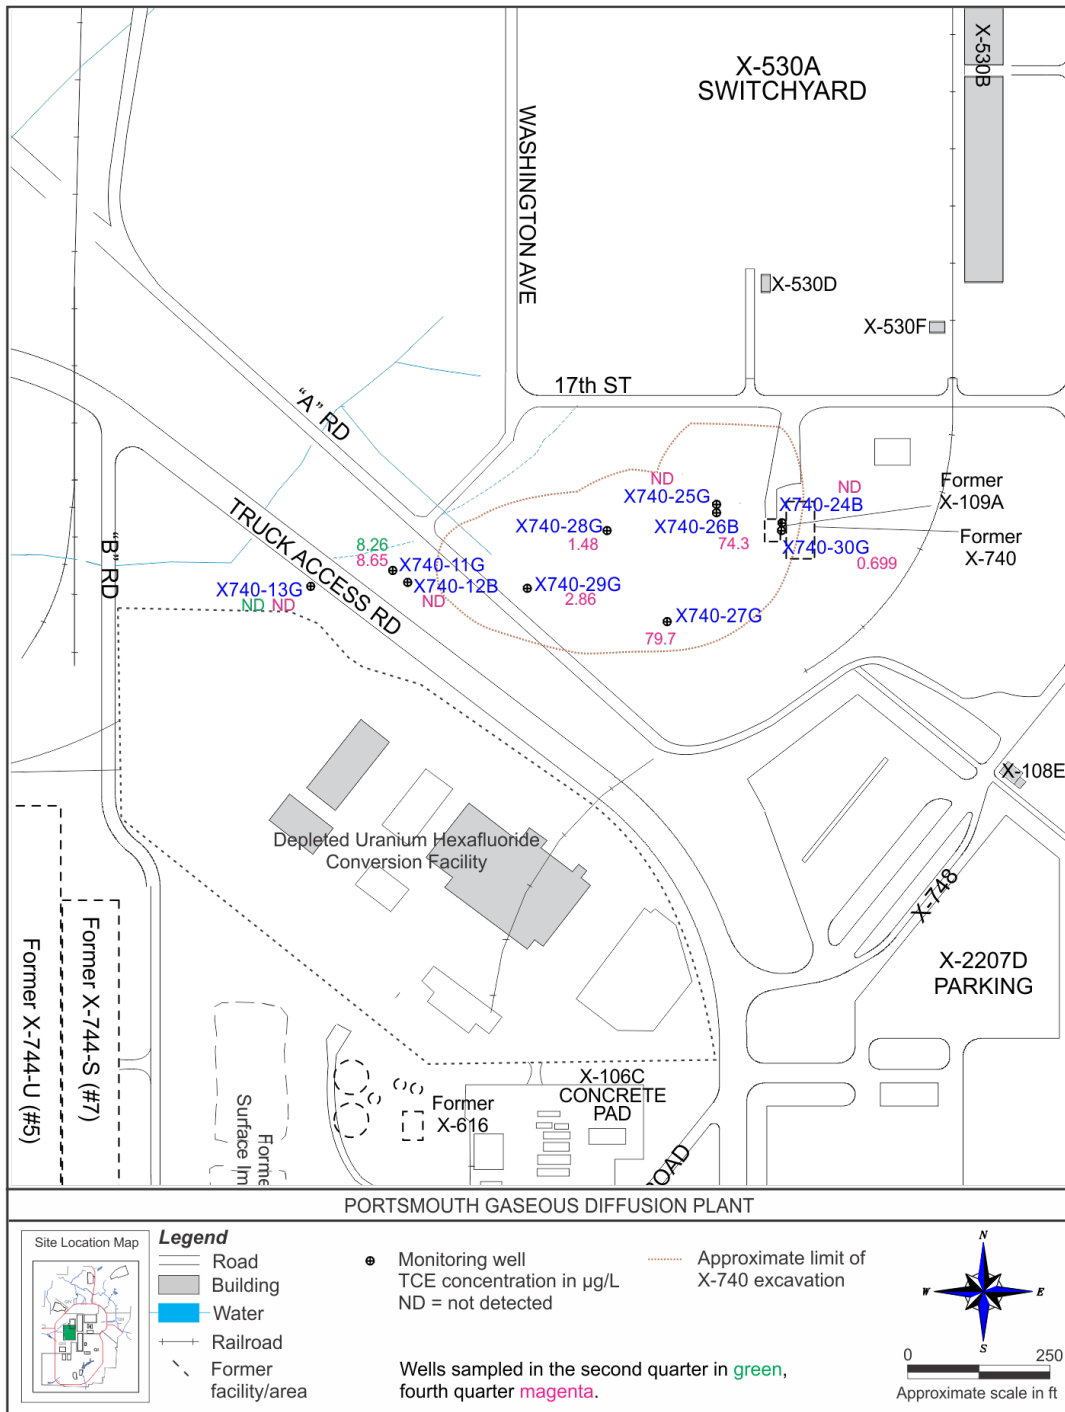 X-530A
SWITCHYARD
X-530B
WASHINGTON AVE
X-530D
X-530F
17th ST
"A" RD
ND
X740-25G
X740-26B
74.3
ND
X740-24B
Former
X-109A
Former
X-740
X740-30G
0.699
X740-28G
1.48
TRUCK ACCESS RD
"B" RD
8.26
8.65
X740-11G
X740-12B
ND
X740-13G
ND ND
X740-29G
2.86
X740-27G
79.7
X-108E
Depleted Uranium Hexafluoride
Conversion Facility
X-748
X-2207D
PARKING
Former X-744-U (#5)
Former X-744-S (#7)
Forme
Surface Im
Former
X-616
X-106C
CONCRETE
PAD
OAD
PORTSMOUTH GASEOUS DIFFUSION PLANT
Site Location Map
Legend
Road
Building
Water
Railroad
Former
facility/area
Monitoring well
TCE concentration in µg/L
ND = not detected
Approximate limit of
X-740 excavation
Wells sampled in the second quarter in green,
fourth quarter magenta.
N
W E
S
0 250
Approximate scale in ft